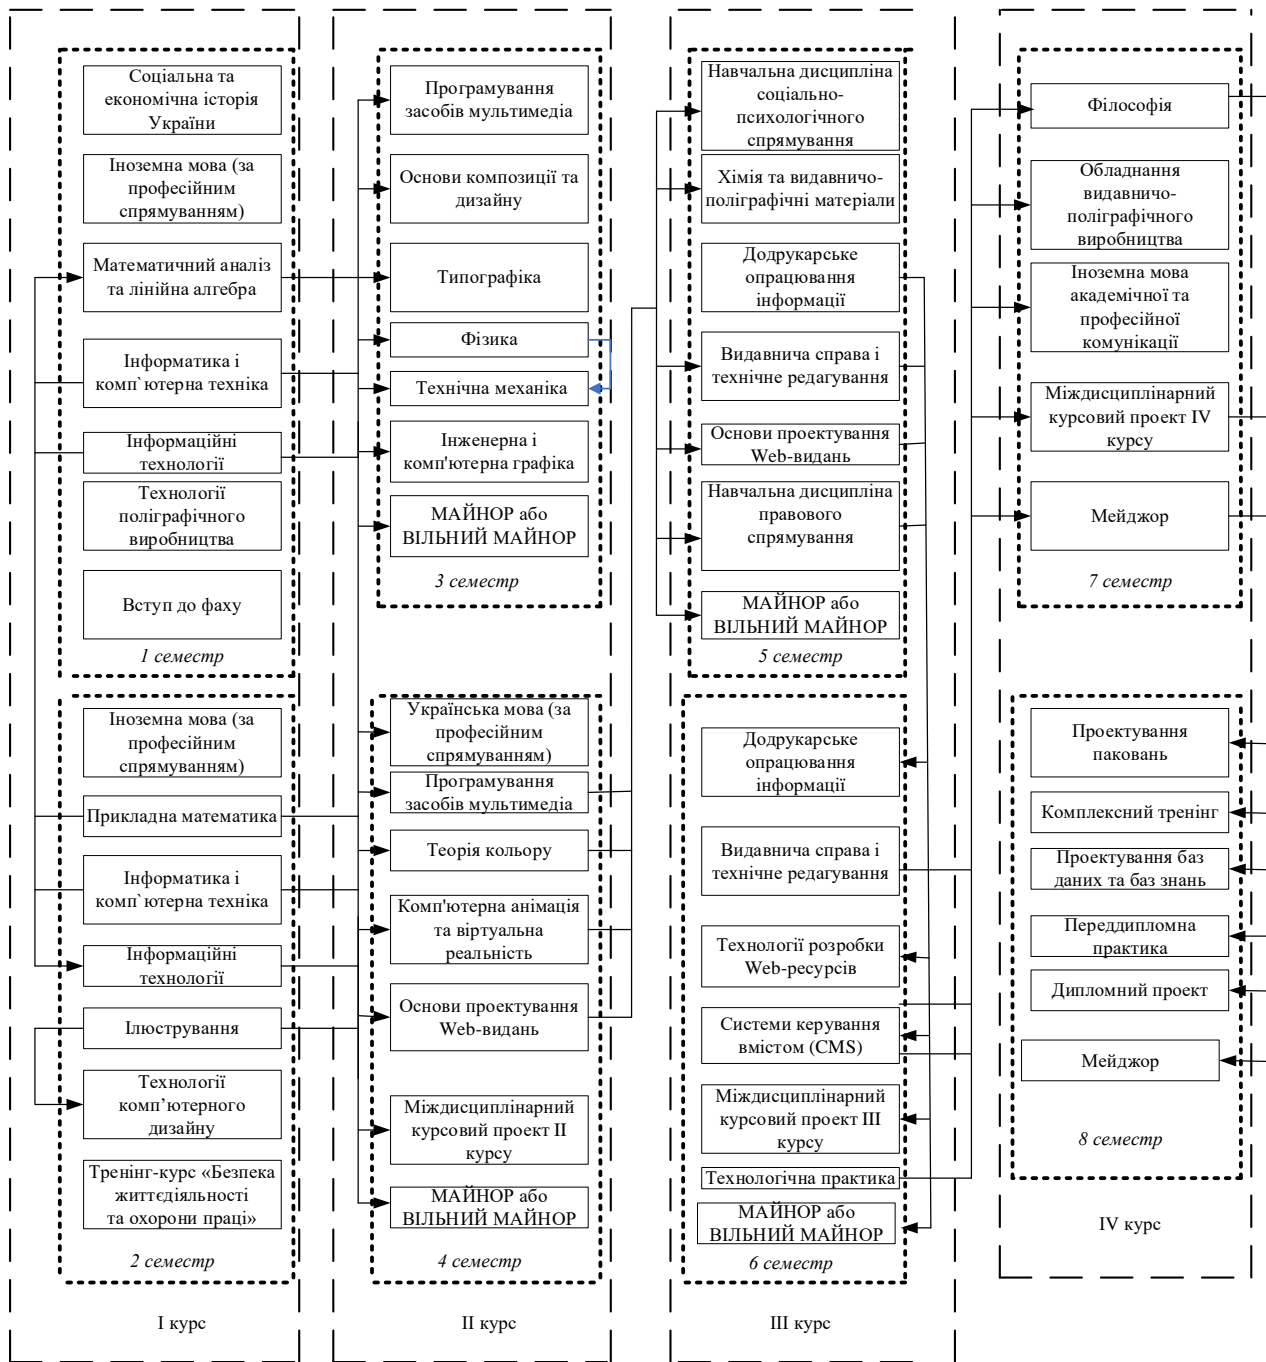 Соціальна та
економічна історія
України
Іноземна мова (за
професійним
спрямуванням)
Математичний аналіз
та лінійна алгебра
Інформатика і
комп`ютерна техніка
Інформаційні
технології
Технології
поліграфічного
виробництва
Вступ до фаху
1 семестр
Іноземна мова (за
професійним
спрямуванням)
Прикладна математика
Інформатика і
комп`ютерна техніка
Інформаційні
технології
Ілюстрування
Технології
комп’ютерного
дизайну
Тренінг-курс «Безпека
життєдіяльності
та охорони праці»
2 семестр
I курс
Програмування
засобів мультимедіа
Основи композиції та
дизайну
Типографіка
Фізика
Технічна механіка
Інженерна і
комп'ютерна графіка
МАЙНОР або
ВІЛЬНИЙ МАЙНОР
3 семестр
Українська мова (за
професійним
спрямуванням)
Програмування
засобів мультимедіа
Теорія кольору
Комп'ютерна анімація
та віртуальна
реальність
Основи проектування
Web-видань
Міждисциплінарний
курсовий проект II
курсу
МАЙНОР або
ВІЛЬНИЙ МАЙНОР
4 семестр
II курс
Навчальна дисципліна
соціально-
психологічного
спрямування
Хімія та видавничо-
поліграфічні матеріали
Додрукарське
опрацювання
інформації
Видавнича справа і
технічне редагування
Основи проектування
Web-видань
Навчальна дисципліна
правового
спрямування
МАЙНОР або
ВІЛЬНИЙ МАЙНОР
5 семестр
Додрукарське
опрацювання
інформації
Видавнича справа і
технічне редагування
Технології розробки
Web-ресурсів
Системи керування
вмістом (CMS)
Міждисциплінарний
курсовий проект III
курсу
Технологічна практика
МАЙНОР або
ВІЛЬНИЙ МАЙНОР
6 семестр
III курс
Філософія
Обладнання
видавничо-
поліграфічного
виробництва
Іноземна мова
академічної та
професійної
комунікації
Міждисциплінарний
курсовий проект IV
курсу
Мейджор
7 семестр
Проектування
паковань
Комплексний тренінг
Проектування баз
даних та баз знань
Переддипломна
практика
Дипломний проект
Мейджор
8 семестр
IV курс